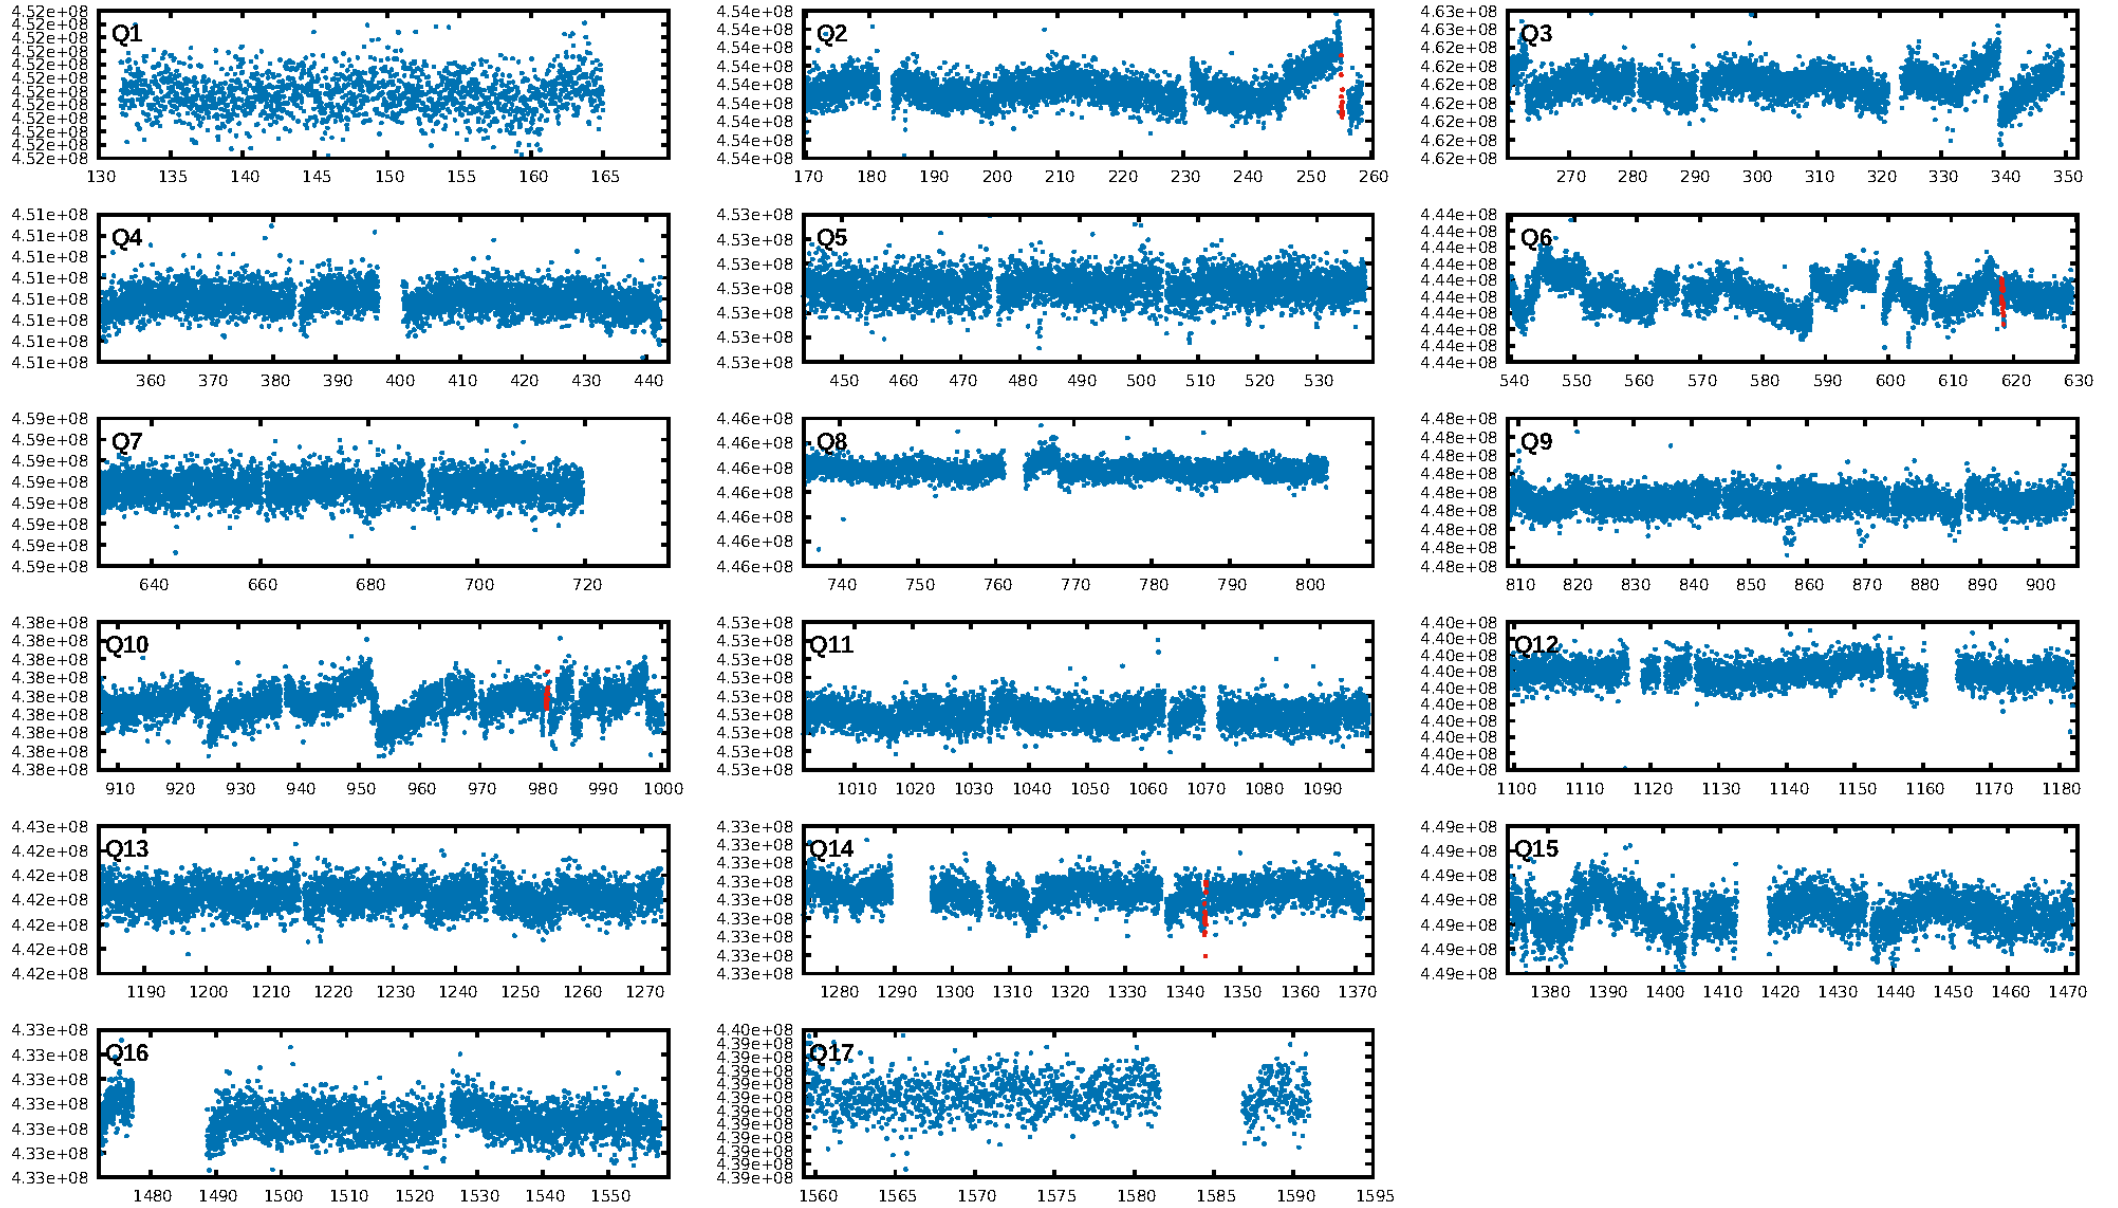 Q1
4.52e+08
4.52e+08
4.52e+08
4.52e+08
4.52e+08
4.52e+08
4.52e+08
4.52e+08
4.52e+08
4.52e+08
4.52e+08
4.52e+08
130 135 140 145 150 155 160 165
Q2
4.54e+08
4.54e+08
4.54e+08
4.54e+08
4.54e+08
4.54e+08
4.54e+08
4.54e+08
4.54e+08
170 180 190 200 210 220 230 240 250 260
Q3
4.63e+08
4.63e+08
4.62e+08
4.62e+08
4.62e+08
4.62e+08
4.62e+08
4.62e+08
4.62e+08
270 280 290 300 310 320 330 340 350
Q4
4.51e+08
4.51e+08
4.51e+08
4.51e+08
4.51e+08
4.51e+08
4.51e+08
4.51e+08
360 370 380 390 400 410 420 430 440
Q5
4.53e+08
4.53e+08
4.53e+08
4.53e+08
4.53e+08
4.53e+08
4.53e+08
450 460 470 480 490 500 510 520 530
Q6
4.44e+08
4.44e+08
4.44e+08
4.44e+08
4.44e+08
4.44e+08
4.44e+08
4.44e+08
4.44e+08
4.44e+08
540 550 560 570 580 590 600 610 620 630
Q7
4.59e+08
4.59e+08
4.59e+08
4.59e+08
4.59e+08
4.59e+08
4.59e+08
4.59e+08
640 660 680 700 720
Q8
4.46e+08
4.46e+08
4.46e+08
4.46e+08
4.46e+08
4.46e+08
4.46e+08
740 750 760 770 780 790 800
Q9
4.48e+08
4.48e+08
4.48e+08
4.48e+08
4.48e+08
4.48e+08
4.48e+08
4.48e+08
4.48e+08
810 820 830 840 850 860 870 880 890 900
Q10
4.38e+08
4.38e+08
4.38e+08
4.38e+08
4.38e+08
4.38e+08
4.38e+08
4.38e+08
4.38e+08
910 920 930 940 950 960 970 980 990 1000
Q11
4.53e+08
4.53e+08
4.53e+08
4.53e+08
4.53e+08
4.53e+08
4.53e+08
4.53e+08
4.53e+08
1010 1020 1030 1040 1050 1060 1070 1080 1090
Q12
4.40e+08
4.40e+08
4.40e+08
4.40e+08
4.40e+08
4.40e+08
4.40e+08
4.40e+08
4.40e+08
4.40e+08
1100 1110 1120 1130 1140 1150 1160 1170 1180
Q13
4.43e+08
4.42e+08
4.42e+08
4.42e+08
4.42e+08
4.42e+08
4.42e+08
1190 1200 1210 1220 1230 1240 1250 1260 1270
Q14
4.33e+08
4.33e+08
4.33e+08
4.33e+08
4.33e+08
4.33e+08
4.33e+08
4.33e+08
4.33e+08
1280 1290 1300 1310 1320 1330 1340 1350 1360 1370
Q15
4.49e+08
4.49e+08
4.49e+08
4.49e+08
4.49e+08
4.49e+08
4.49e+08
1380 1390 1400 1410 1420 1430 1440 1450 1460 1470
Q16
4.33e+08
4.33e+08
4.33e+08
4.33e+08
4.33e+08
4.33e+08
4.33e+08
1480 1490 1500 1510 1520 1530 1540 1550
Q17
4.40e+08
4.39e+08
4.39e+08
4.39e+08
4.39e+08
4.39e+08
4.39e+08
4.39e+08
4.39e+08
4.39e+08
4.39e+08
4.39e+08
1560 1565 1570 1575 1580 1585 1590 1595